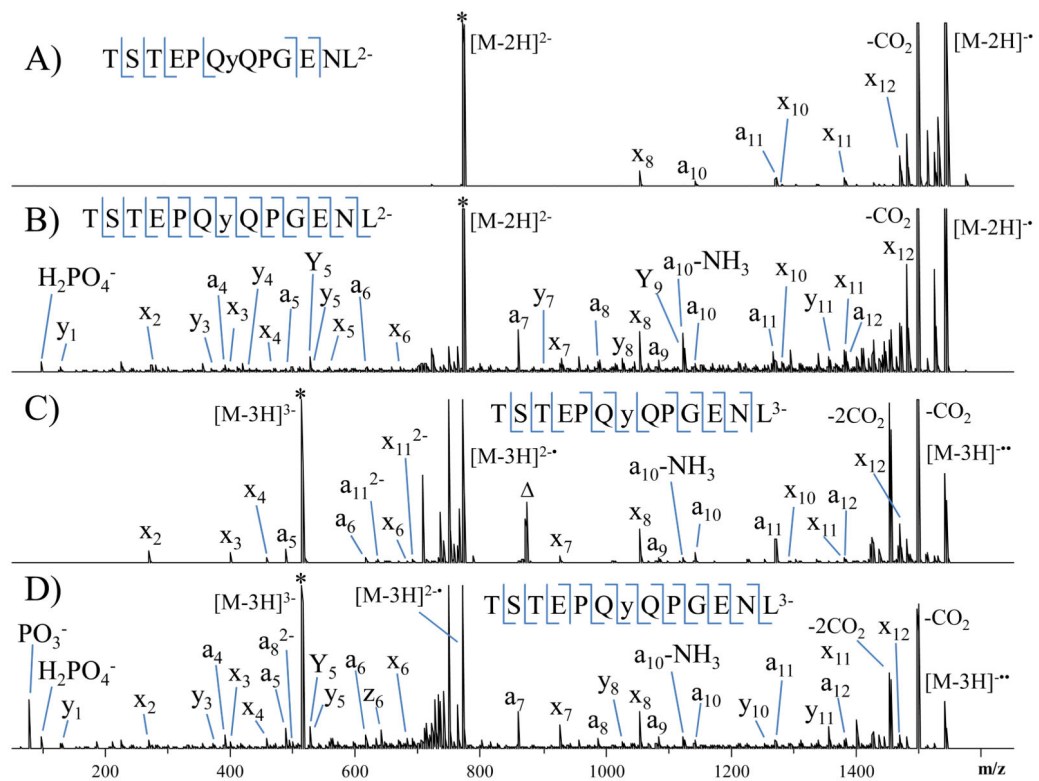 A) TSTEPQyQPGENL²⁻
*
[M-2H]²⁻
-CO₂
[M-2H]⁻•
x₈
a₁₀
a₁₁
x₁₀
x₁₁
x₁₂
B) TSTEPQyQPGENL²⁻
*
[M-2H]²⁻
-CO₂
[M-2H]⁻•
H₂PO₄⁻
y₁
x₂
y₃
a₄
x₃
y₄
x₄
a₅
Y₅
y₅
x₅
a₆
x₆
a₇
y₇
x₇
a₈
y₈
x₈
a₉
Y₉
a₁₀-NH₃
a₁₀
a₁₁
x₁₀
y₁₁
x₁₁
a₁₂
x₁₂
C) TSTEPQyQPGENL³⁻
[M-3H]³⁻
*
[M-3H]²⁻•
-2CO₂
-CO₂
[M-3H]⁻••
x₂
x₃
x₄
a₅
a₆
a₁₁²⁻
x₆
x₁₁²⁻
Δ
x₇
x₈
a₉
a₁₀-NH₃
a₁₀
a₁₁
x₁₀
x₁₁
a₁₂
x₁₂
D) TSTEPQyQPGENL³⁻
[M-3H]³⁻
*
[M-3H]²⁻•
-2CO₂
-CO₂
[M-3H]⁻••
PO₃⁻
H₂PO₄⁻
y₁
x₂
y₃
a₄
x₃
x₄
a₅
a₈²⁻
Y₅
y₅
a₆
z₆
x₆
a₇
x₇
a₈
y₈
x₈
a₉
a₁₀-NH₃
a₁₀
y₁₀
a₁₁
y₁₁
x₁₁
a₁₂
x₁₂
200 400 600 800 1000 1200 1400 m/z